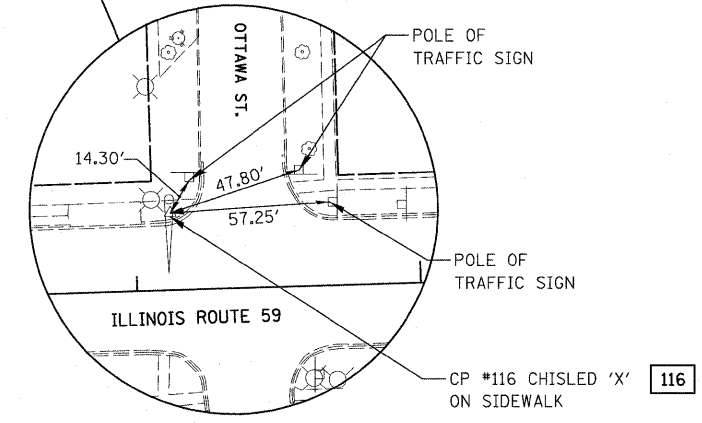 POLE OF
TRAFFIC SIGN
OTTAWA ST.
14.30'
47.80'
57.25'
POLE OF
TRAFFIC SIGN
ILLINOIS ROUTE 59
CP #116 CHISLED 'X'
ON SIDEWALK
116